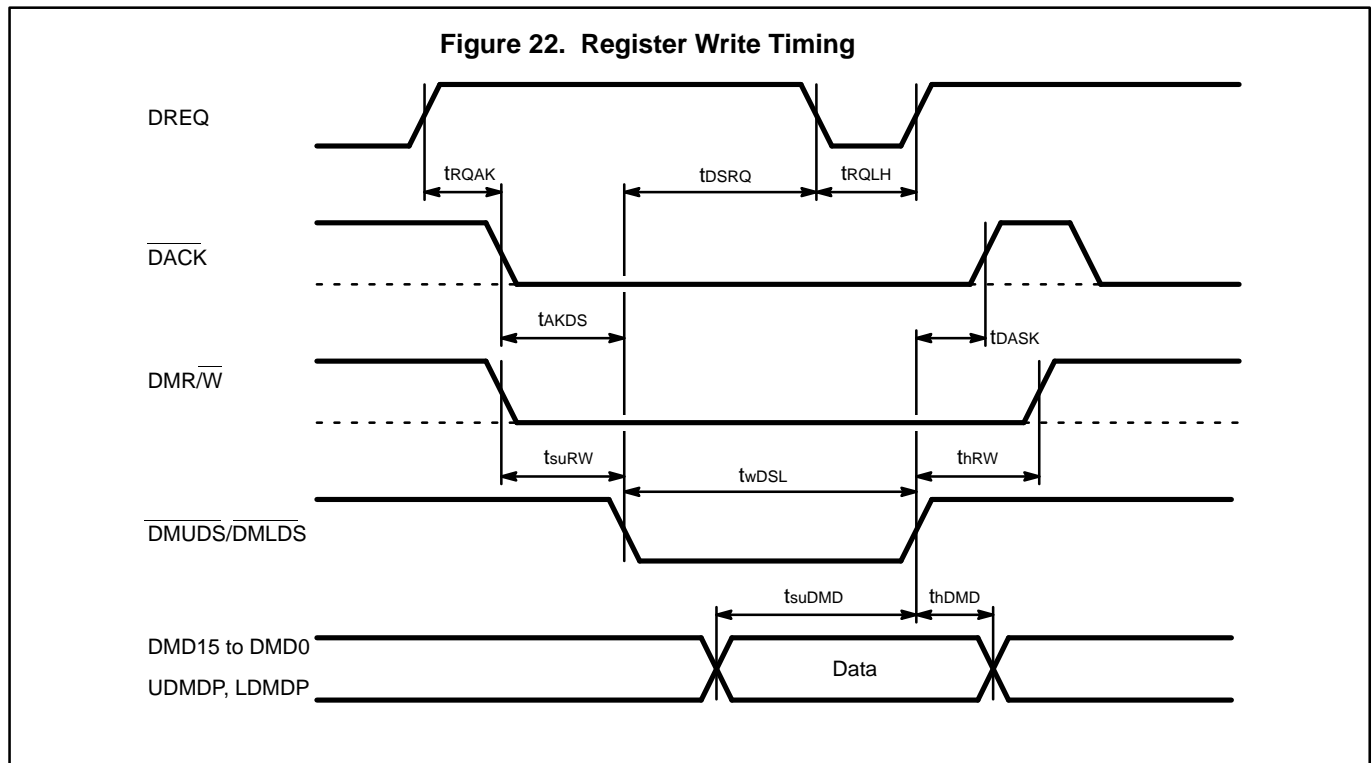 Figure 22. Register Write Timing
DREQ
tRQAK
tDSRQ
tRQLH
DACK
tAKDS
tDASK
DMR/W
tsuRW
twDSL
thRW
DMUDS/DMLDS
tsuDMD
thDMD
DMD15 to DMD0
UDMDP, LDMDP
Data